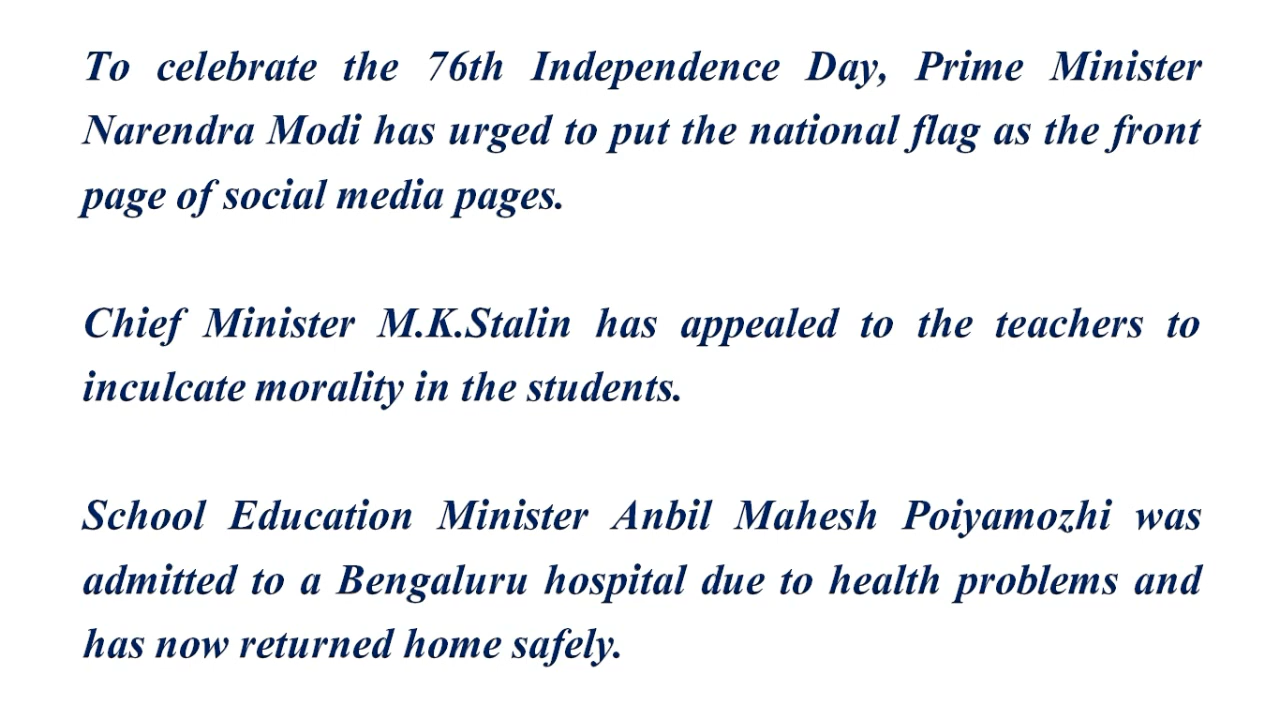 To celebrate the 76th Independence Day, Prime Minister
Narendra Modi has urged to put the national flag as the front
page of social media pages.
Chief Minister M.K.Stalin has appealed to the teachers to
inculcate morality in the students.
School Education Minister Anbil Mahesh Poiyamozhi was
admitted to a Bengaluru hospital due to health problems and
has now returned home safely.